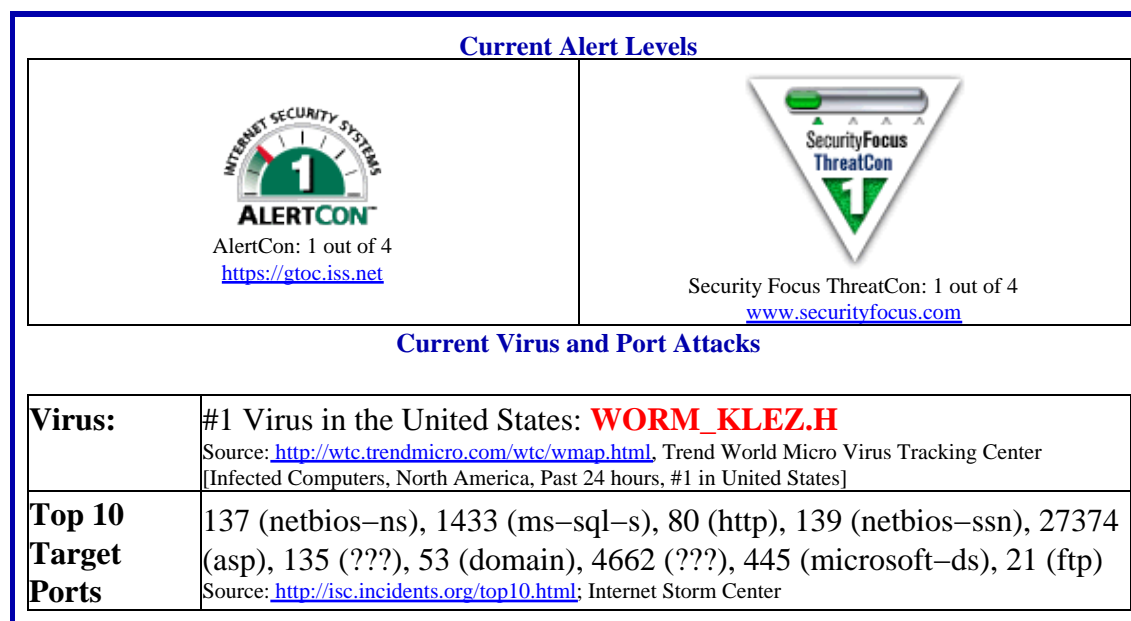 Current Alert Levels
INTERNET SECURITY SYSTEMS
1
ALERTCON™
AlertCon: 1 out of 4
https://gtoc.iss.net
SecurityFocus
ThreatCon
1
Security Focus ThreatCon: 1 out of 4
www.securityfocus.com
Current Virus and Port Attacks
Virus:
#1 Virus in the United States: WORM_KLEZ.H
Source: http://wtc.trendmicro.com/wtc/wmap.html, Trend World Micro Virus Tracking Center
[Infected Computers, North America, Past 24 hours, #1 in United States]
Top 10
Target
Ports
137 (netbios−ns), 1433 (ms−sql−s), 80 (http), 139 (netbios−ssn), 27374
(asp), 135 (???), 53 (domain), 4662 (???), 445 (microsoft−ds), 21 (ftp)
Source: http://isc.incidents.org/top10.html; Internet Storm Center